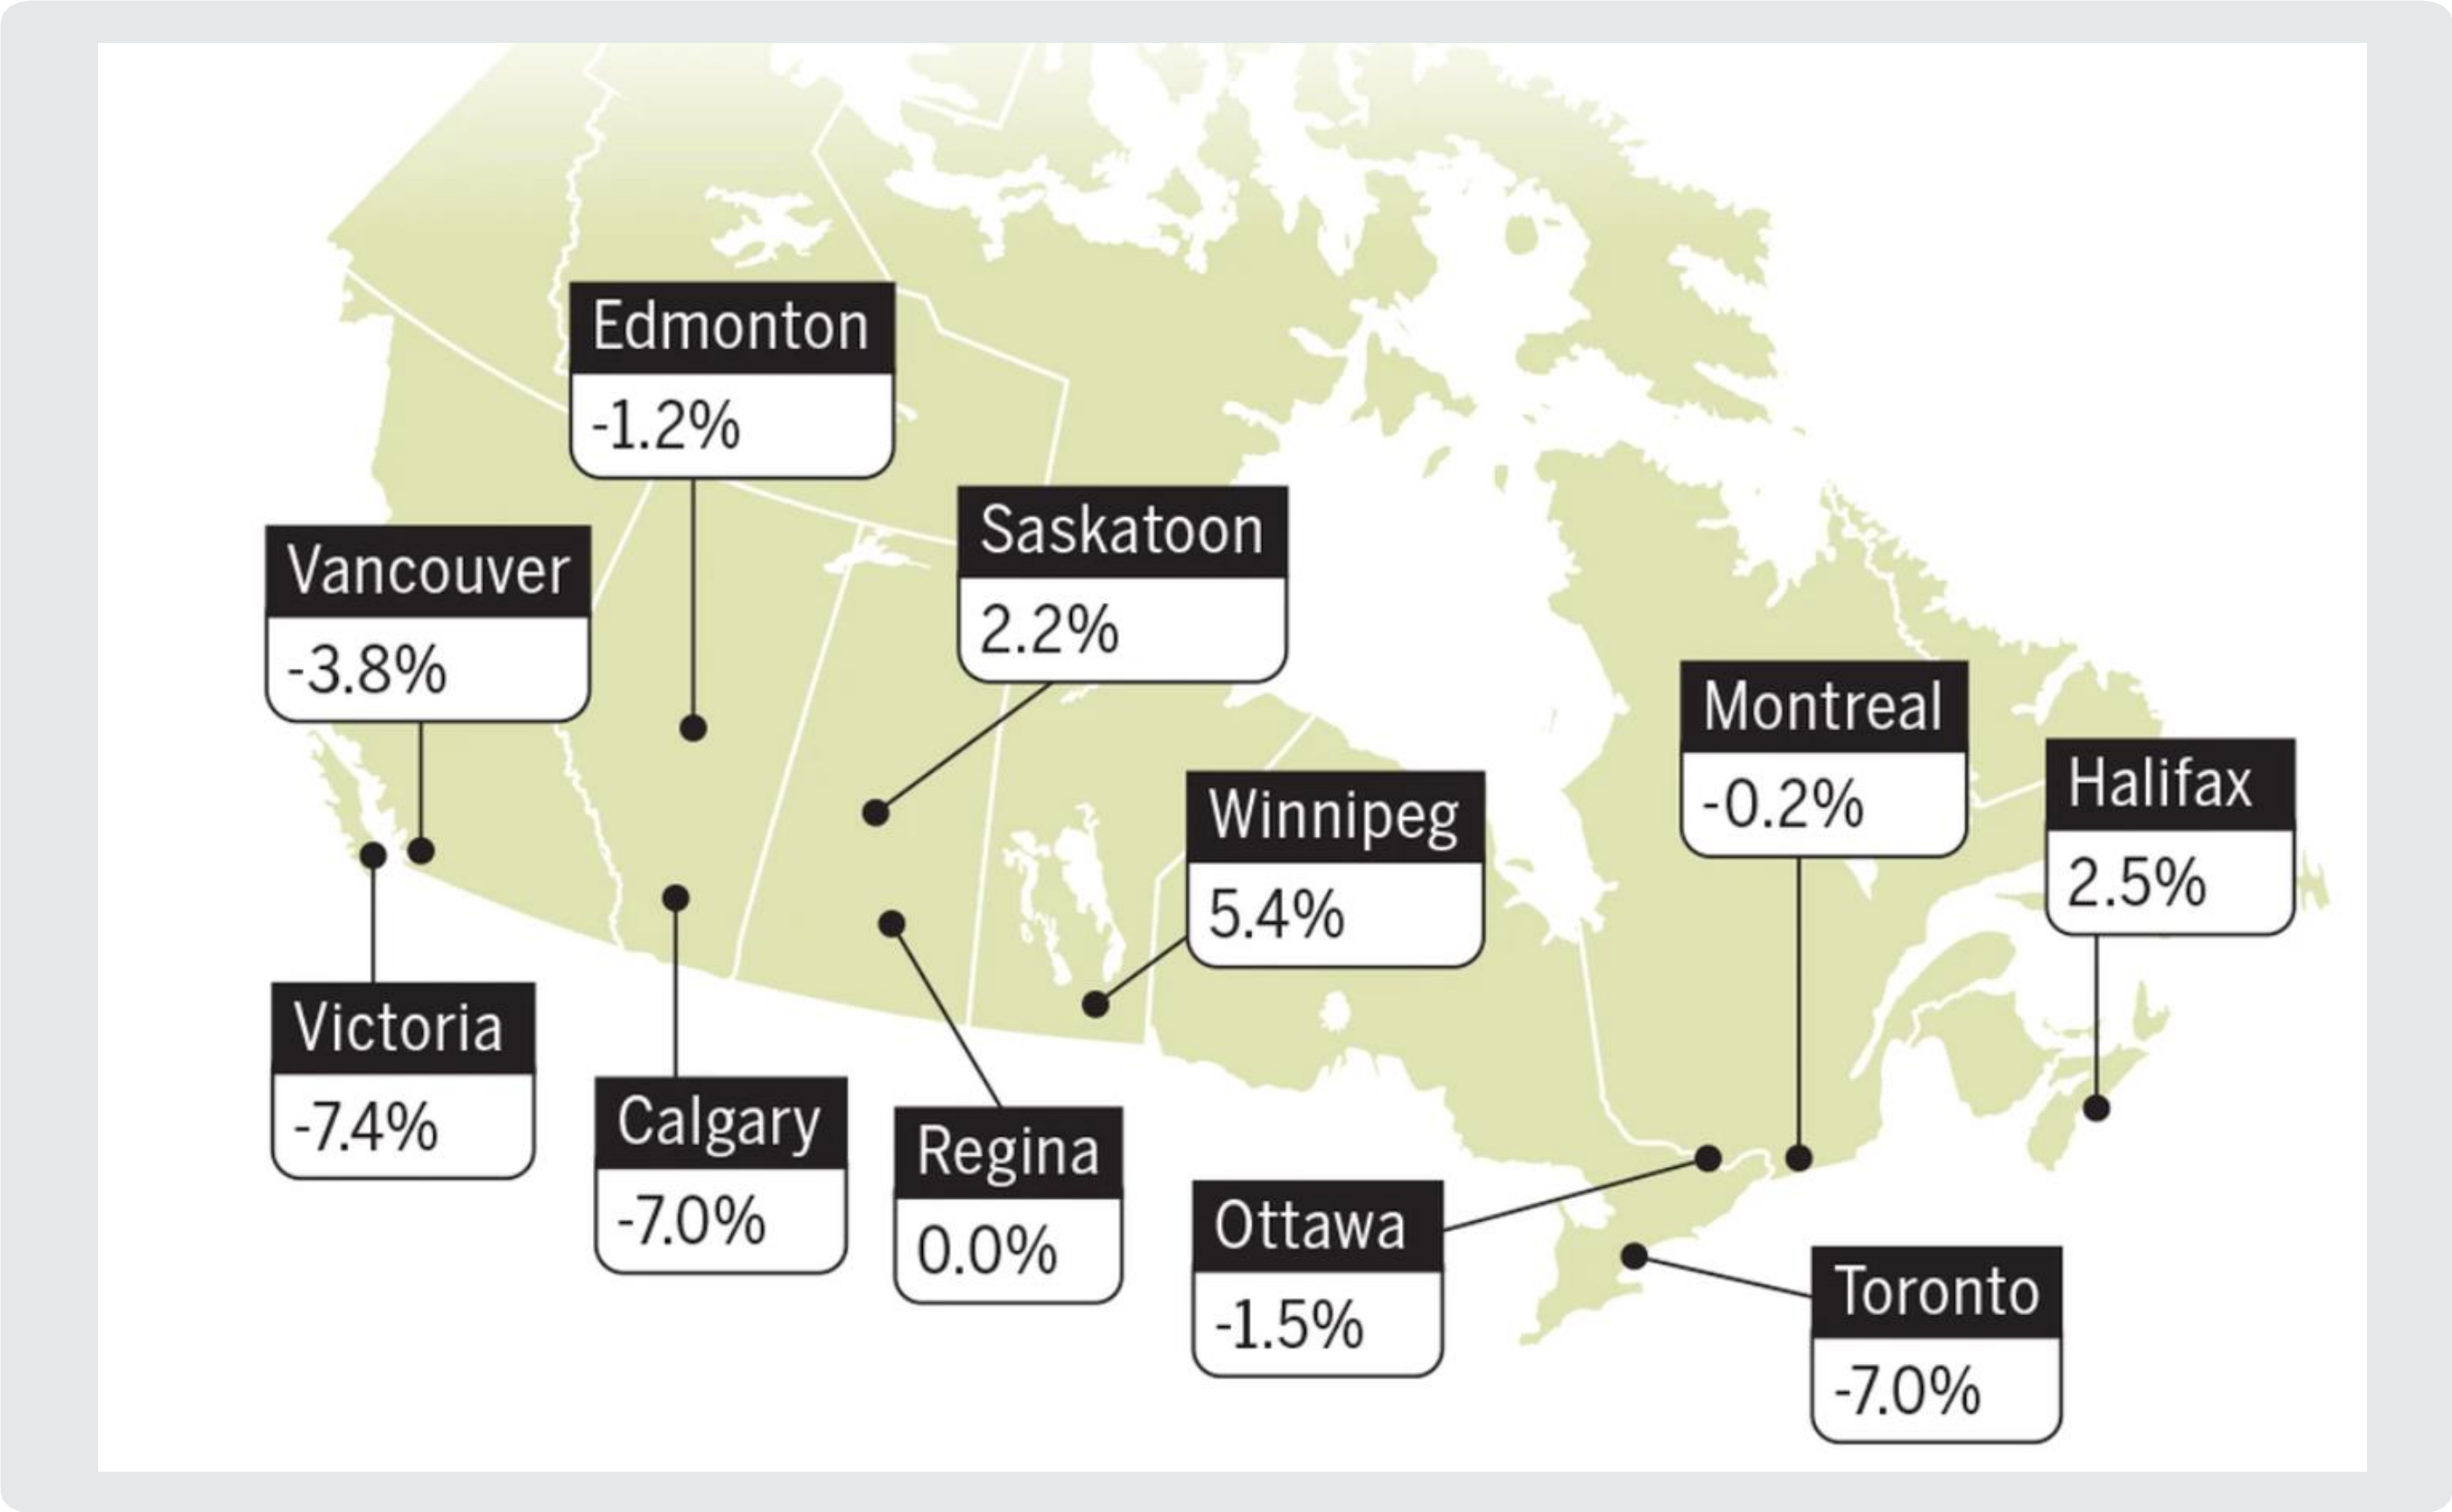 Edmonton
-1.2%
Saskatoon
2.2%
Vancouver
-3.8%
Montreal
-0.2%
Halifax
2.5%
Winnipeg
5.4%
Victoria
-7.4%
Calgary
-7.0%
Regina
0.0%
Ottawa
-1.5%
Toronto
-7.0%